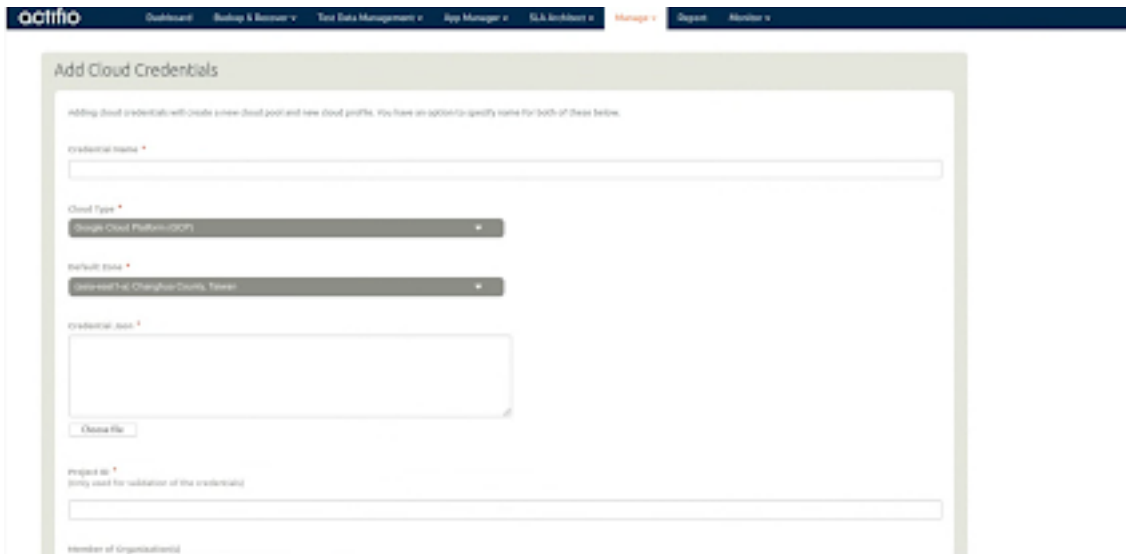 actifio
Dashboard Backup & Recover Test Data Management App Manager SLA Architect Manage Report Monitor
Add Cloud Credentials
Adding cloud credentials will create a new cloud pool and new cloud profile. You have an option to specify name for both of these below.
Credential Name *
Cloud Type *
Google Cloud Platform (GCP)
Default Zone *
(asia-east1-a) Changhua County, Taiwan
Credential Json *
Choose file
Project ID *
(Only used for validation of the credentials)
Member of Organization(s)